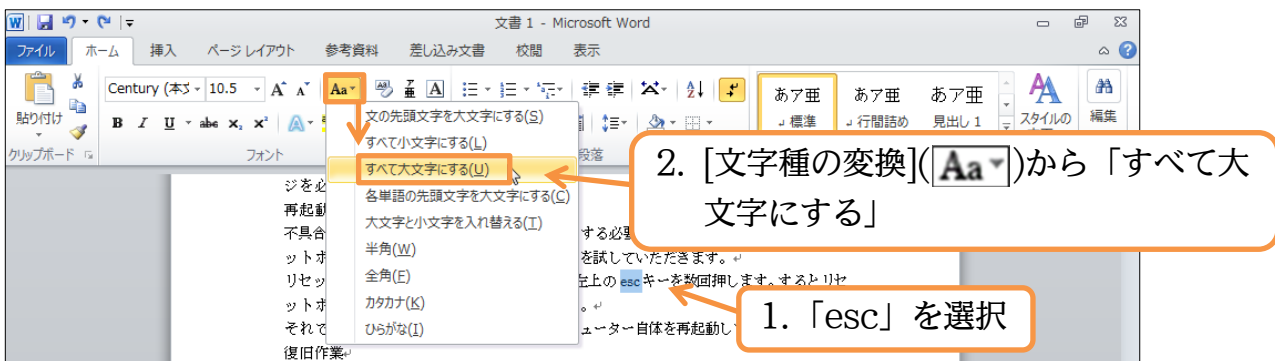 文書 1 - Microsoft Word
ファイル ホーム 挿入 ページ レイアウト 参考資料 差し込み文書 校閲 表示
Century (本文 10.5 Aa
貼り付け
B I U abc x₂ x² A
あア亜 あア亜 あア亜
標準 行間詰め 見出し 1
スタイルの
編集
クリップボード フォント 段落
文の先頭文字を大文字にする(S)
すべて小文字にする(L)
すべて大文字にする(U)
各単語の先頭文字を大文字にする(C)
大文字と小文字を入れ替える(T)
半角(W)
全角(F)
カタカナ(K)
ひらがな(I)
2. [文字種の変換](Aa)から「すべて大
文字にする」
1.「esc」を選択
ジを必
再起動
不具合 する必要
ットボ を試していただきます。
リセッ 左上の esc キーを数回押します。するとリセ
ットボ 。
それで ューター自体を再起動し
復旧作業